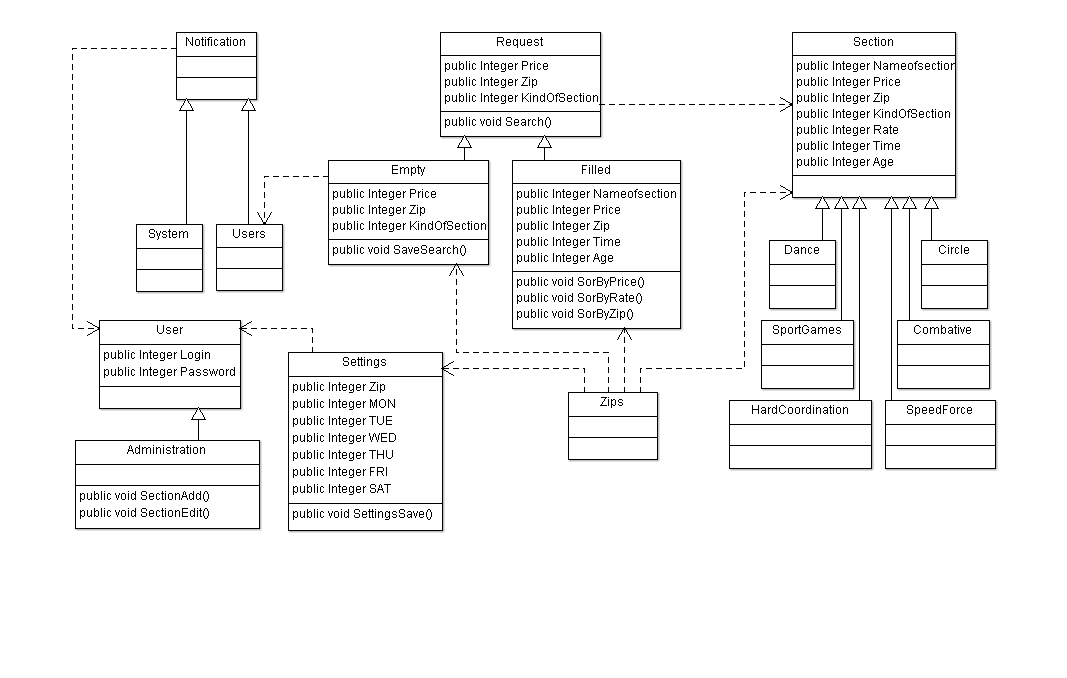 Notification
Request
public Integer Price
public Integer Zip
public Integer KindOfSection
public void Search()
Section
public Integer Nameofsection
public Integer Price
public Integer Zip
public Integer KindOfSection
public Integer Rate
public Integer Time
public Integer Age
Empty
public Integer Price
public Integer Zip
public Integer KindOfSection
public void SaveSearch()
Filled
public Integer Nameofsection
public Integer Price
public Integer Zip
public Integer Time
public Integer Age
public void SorByPrice()
public void SorByRate()
public void SorByZip()
System
Users
Dance
Circle
User
public Integer Login
public Integer Password
SportGames
Combative
Settings
public Integer Zip
public Integer MON
public Integer TUE
public Integer WED
public Integer THU
public Integer FRI
public Integer SAT
public void SettingsSave()
Zips
HardCoordination
SpeedForce
Administration
public void SectionAdd()
public void SectionEdit()